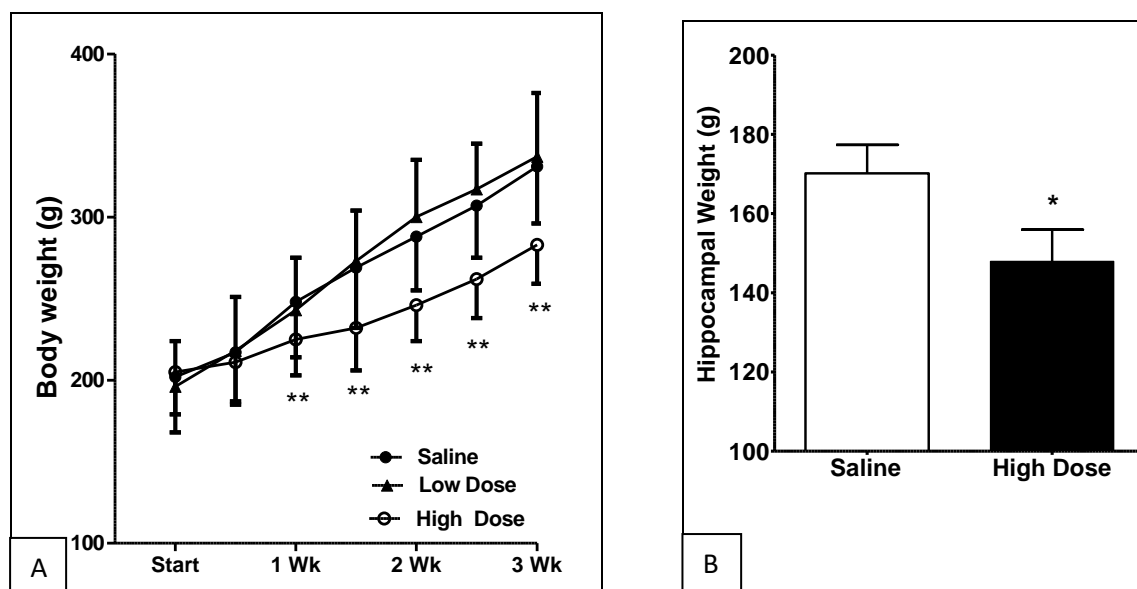 400
300
200
100
Body weight (g)
**
**
**
**
**
Saline
Low Dose
High Dose
Start 1 Wk 2 Wk 3 Wk
A
200
180
160
140
120
100
Hippocampal Weight (g)
*
Saline High Dose
B